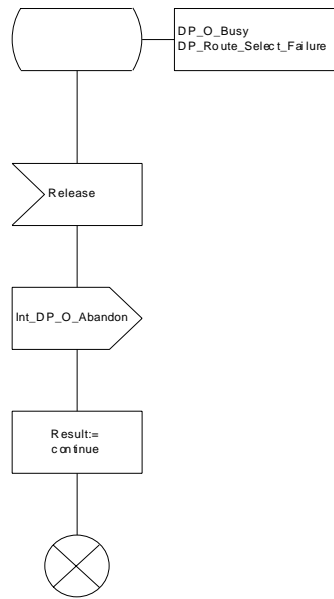 DP_O_Busy
DP_Route_Select_Failure
Release
Int_DP_O_Abandon
Result:=
continue